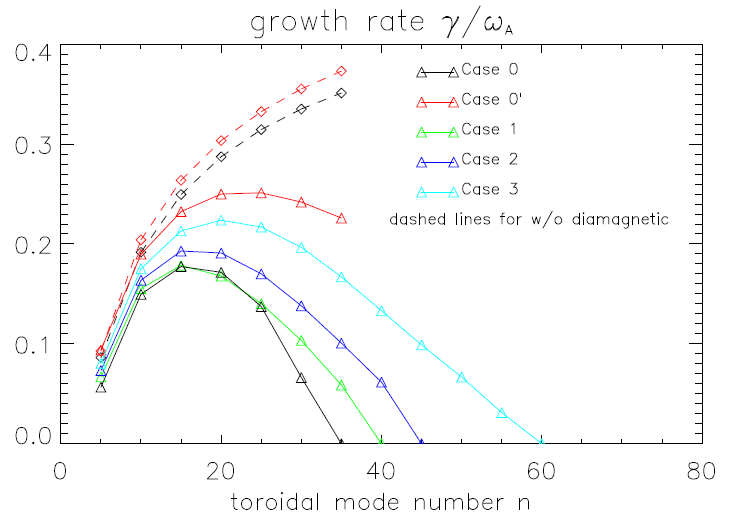 growth rate γ/ω_A
0.4
0.3
0.2
0.1
0.0
Case 0
Case 0'
Case 1
Case 2
Case 3
dashed lines for w/o diamagnetic
0 20 40 60 80
toroidal mode number n